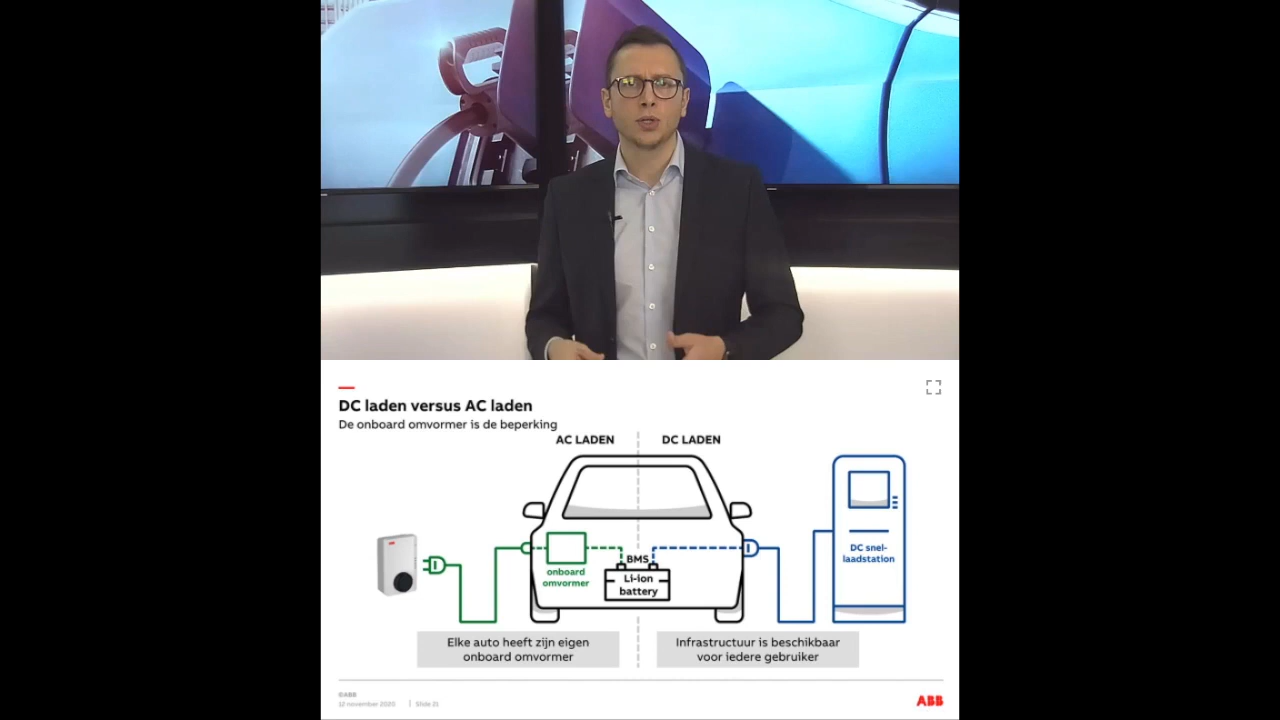 DC laden versus AC laden
De onboard omvormer is de beperking
AC LADEN
DC LADEN
DC snel-
laadstation
BMS
onboard
omvormer
Li-ion
battery
Elke auto heeft zijn eigen
onboard omvormer
Infrastructuur is beschikbaar
voor iedere gebruiker
©ABB
12 november 2020 | Slide 21
ABB